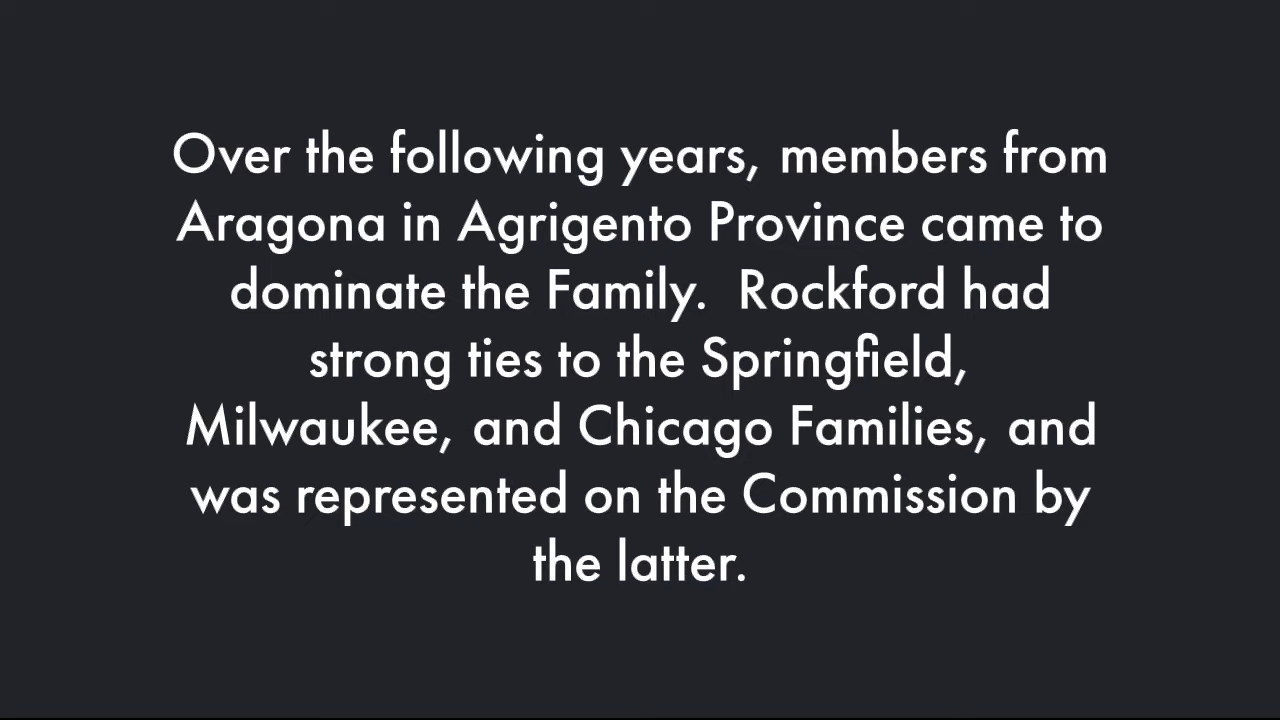 Over the following years, members from
Aragona in Agrigento Province came to
dominate the Family.  Rockford had
strong ties to the Springfield,
Milwaukee, and Chicago Families, and
was represented on the Commission by
the latter.